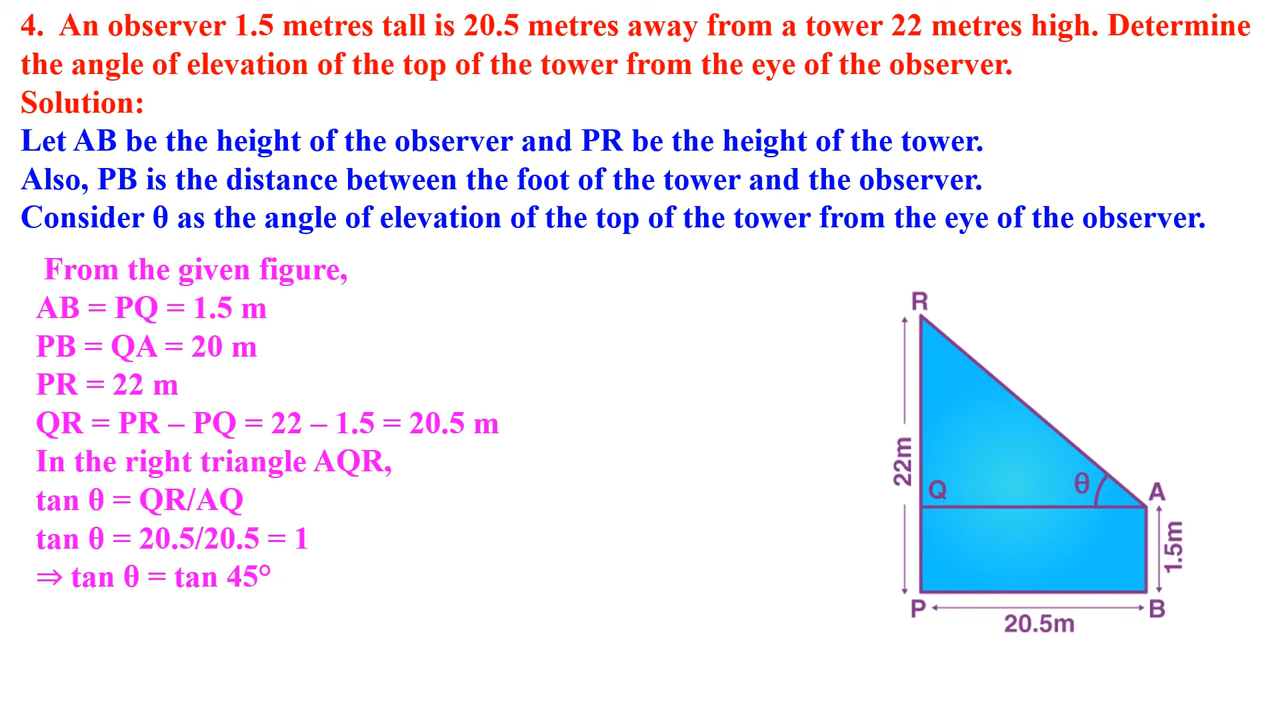 4.  An observer 1.5 metres tall is 20.5 metres away from a tower 22 metres high. Determine
the angle of elevation of the top of the tower from the eye of the observer.
Solution:
Let AB be the height of the observer and PR be the height of the tower.
Also, PB is the distance between the foot of the tower and the observer.
Consider θ as the angle of elevation of the top of the tower from the eye of the observer.
From the given figure,
AB = PQ = 1.5 m
PB = QA = 20 m
PR = 22 m
QR = PR – PQ = 22 – 1.5 = 20.5 m
In the right triangle AQR,
tan θ = QR/AQ
tan θ = 20.5/20.5 = 1
⇒ tan θ = tan 45°
R
22m
Q
θ
A
1.5m
P
B
20.5m